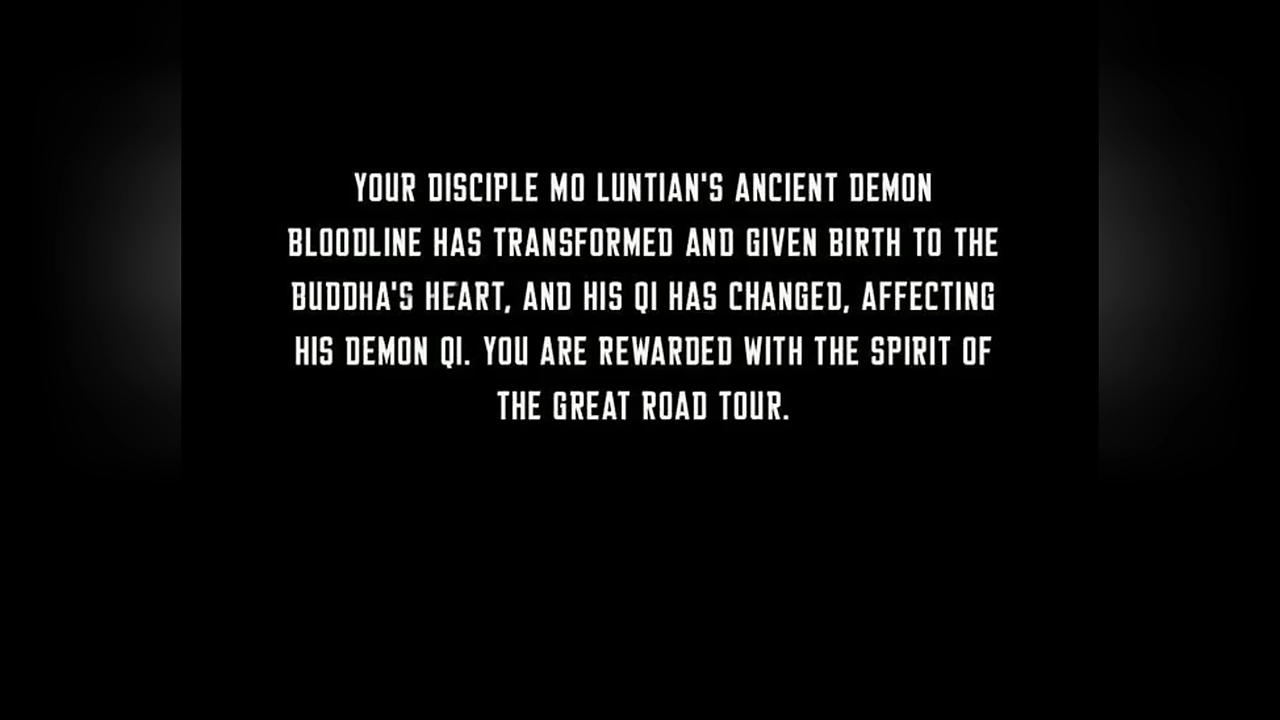 YOUR DISCIPLE MO LUNTIAN'S ANCIENT DEMON
BLOODLINE HAS TRANSFORMED AND GIVEN BIRTH TO THE
BUDDHA'S HEART, AND HIS QI HAS CHANGED, AFFECTING
HIS DEMON QI. YOU ARE REWARDED WITH THE SPIRIT OF
THE GREAT ROAD TOUR.